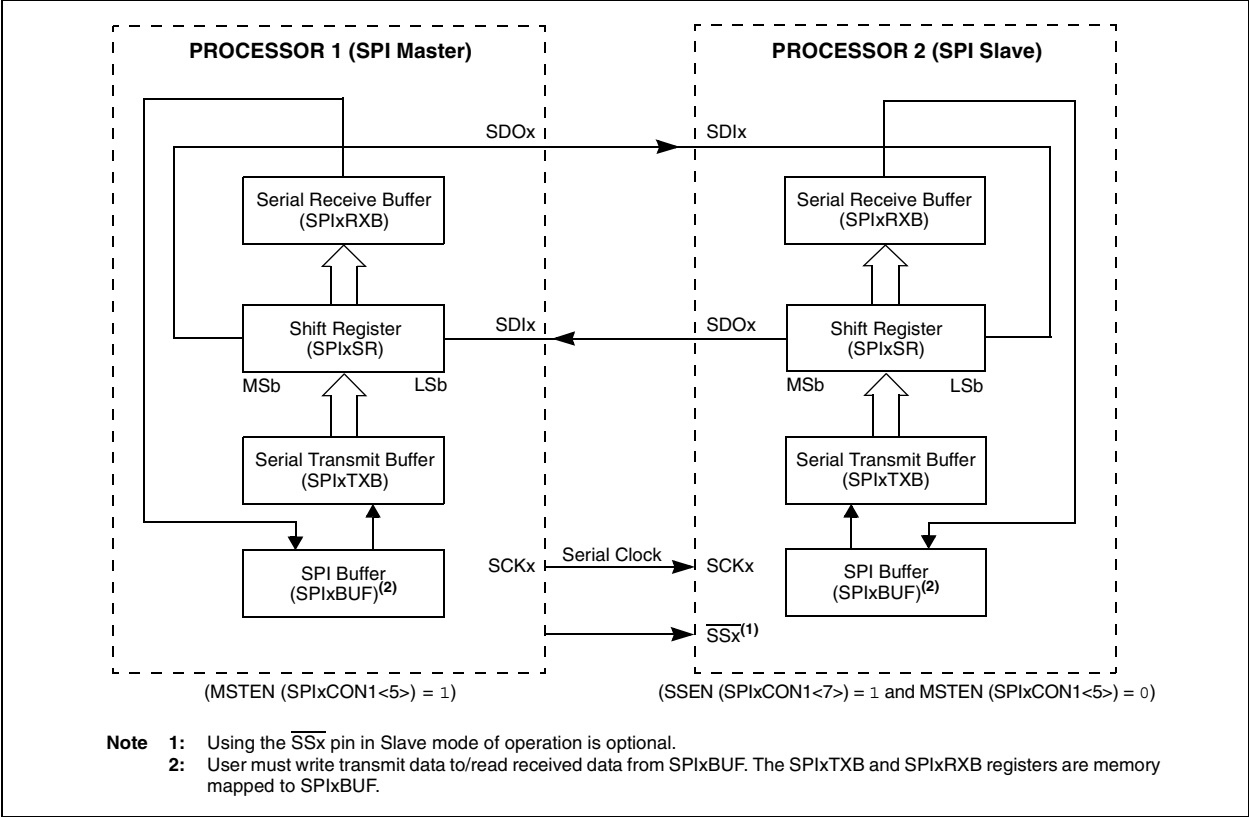 PROCESSOR 1 (SPI Master)
SDOx
Serial Receive Buffer
(SPIxRXB)
Shift Register
(SPIxSR)
SDIx
MSb
LSb
Serial Transmit Buffer
(SPIxTXB)
SPI Buffer
(SPIxBUF)(2)
SCKx
Serial Clock
(MSTEN (SPIxCON1<5>) = 1)
PROCESSOR 2 (SPI Slave)
SDIx
Serial Receive Buffer
(SPIxRXB)
SDOx
Shift Register
(SPIxSR)
MSb
LSb
Serial Transmit Buffer
(SPIxTXB)
SPI Buffer
(SPIxBUF)(2)
SCKx
SSx(1)
(SSEN (SPIxCON1<7>) = 1 and MSTEN (SPIxCON1<5>) = 0)
Note 1: Using the SSx pin in Slave mode of operation is optional.
2: User must write transmit data to/read received data from SPIxBUF. The SPIxTXB and SPIxRXB registers are memory
mapped to SPIxBUF.